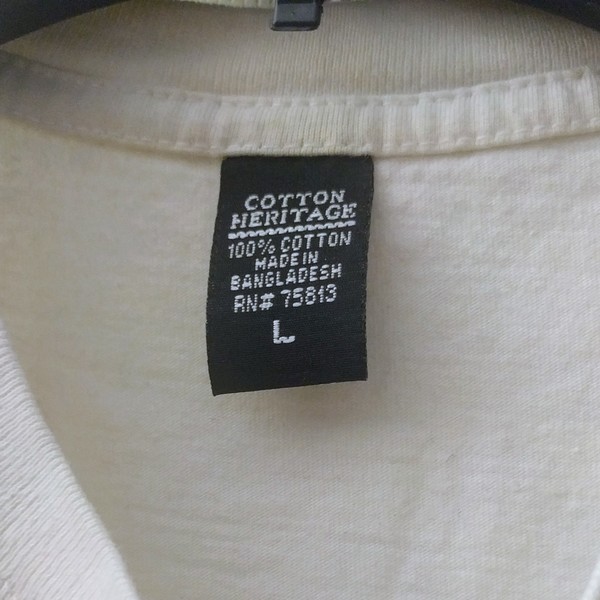 COTTON
HERITAGE
100% COTTON
MADE IN
BANGLADESH
RN# 75813
L